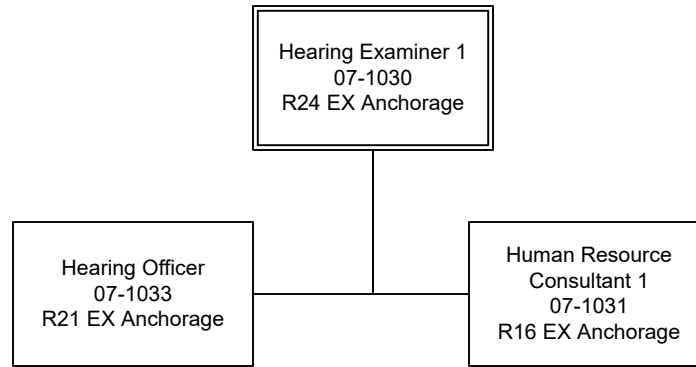 Hearing Examiner 1
07-1030
R24 EX Anchorage
Hearing Officer
07-1033
R21 EX Anchorage
Human Resource
Consultant 1
07-1031
R16 EX Anchorage